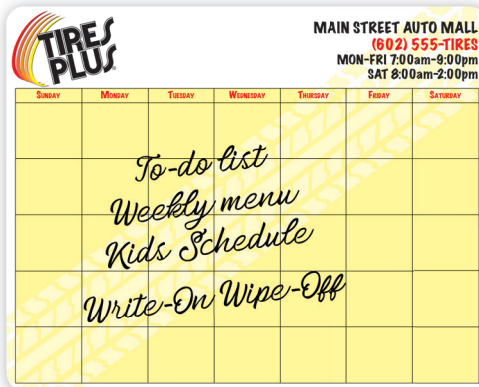 TIRES
PLUS
MAIN STREET AUTO MALL
(602) 555-TIRES
MON-FRI 7:00am-9:00pm
SAT 8:00am-2:00pm
SUNDAY MONDAY TUESDAY WEDNESDAY THURSDAY FRIDAY SATURDAY
To-do list
Weekly menu
Kids Schedule
Write-On Wipe-Off